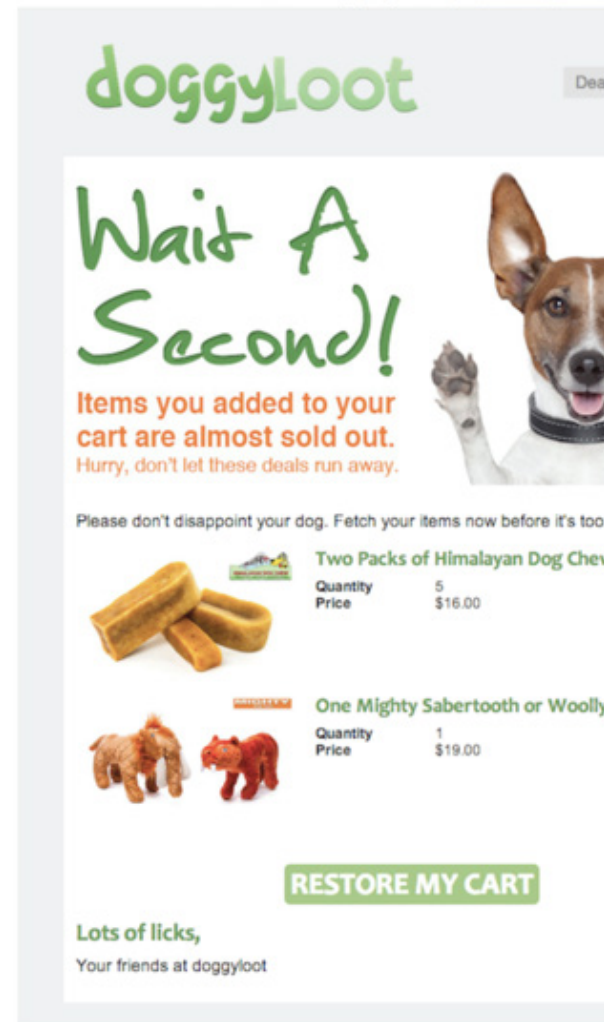 doggyloot
Dea
Wait A
Second!
Items you added to your
cart are almost sold out.
Hurry, don't let these deals run away.
Please don't disappoint your dog. Fetch your items now before it's too
Two Packs of Himalayan Dog Chew
Quantity 5
Price $16.00
MIGHTY
One Mighty Sabertooth or Woolly
Quantity 1
Price $19.00
RESTORE MY CART
Lots of licks,
Your friends at doggyloot